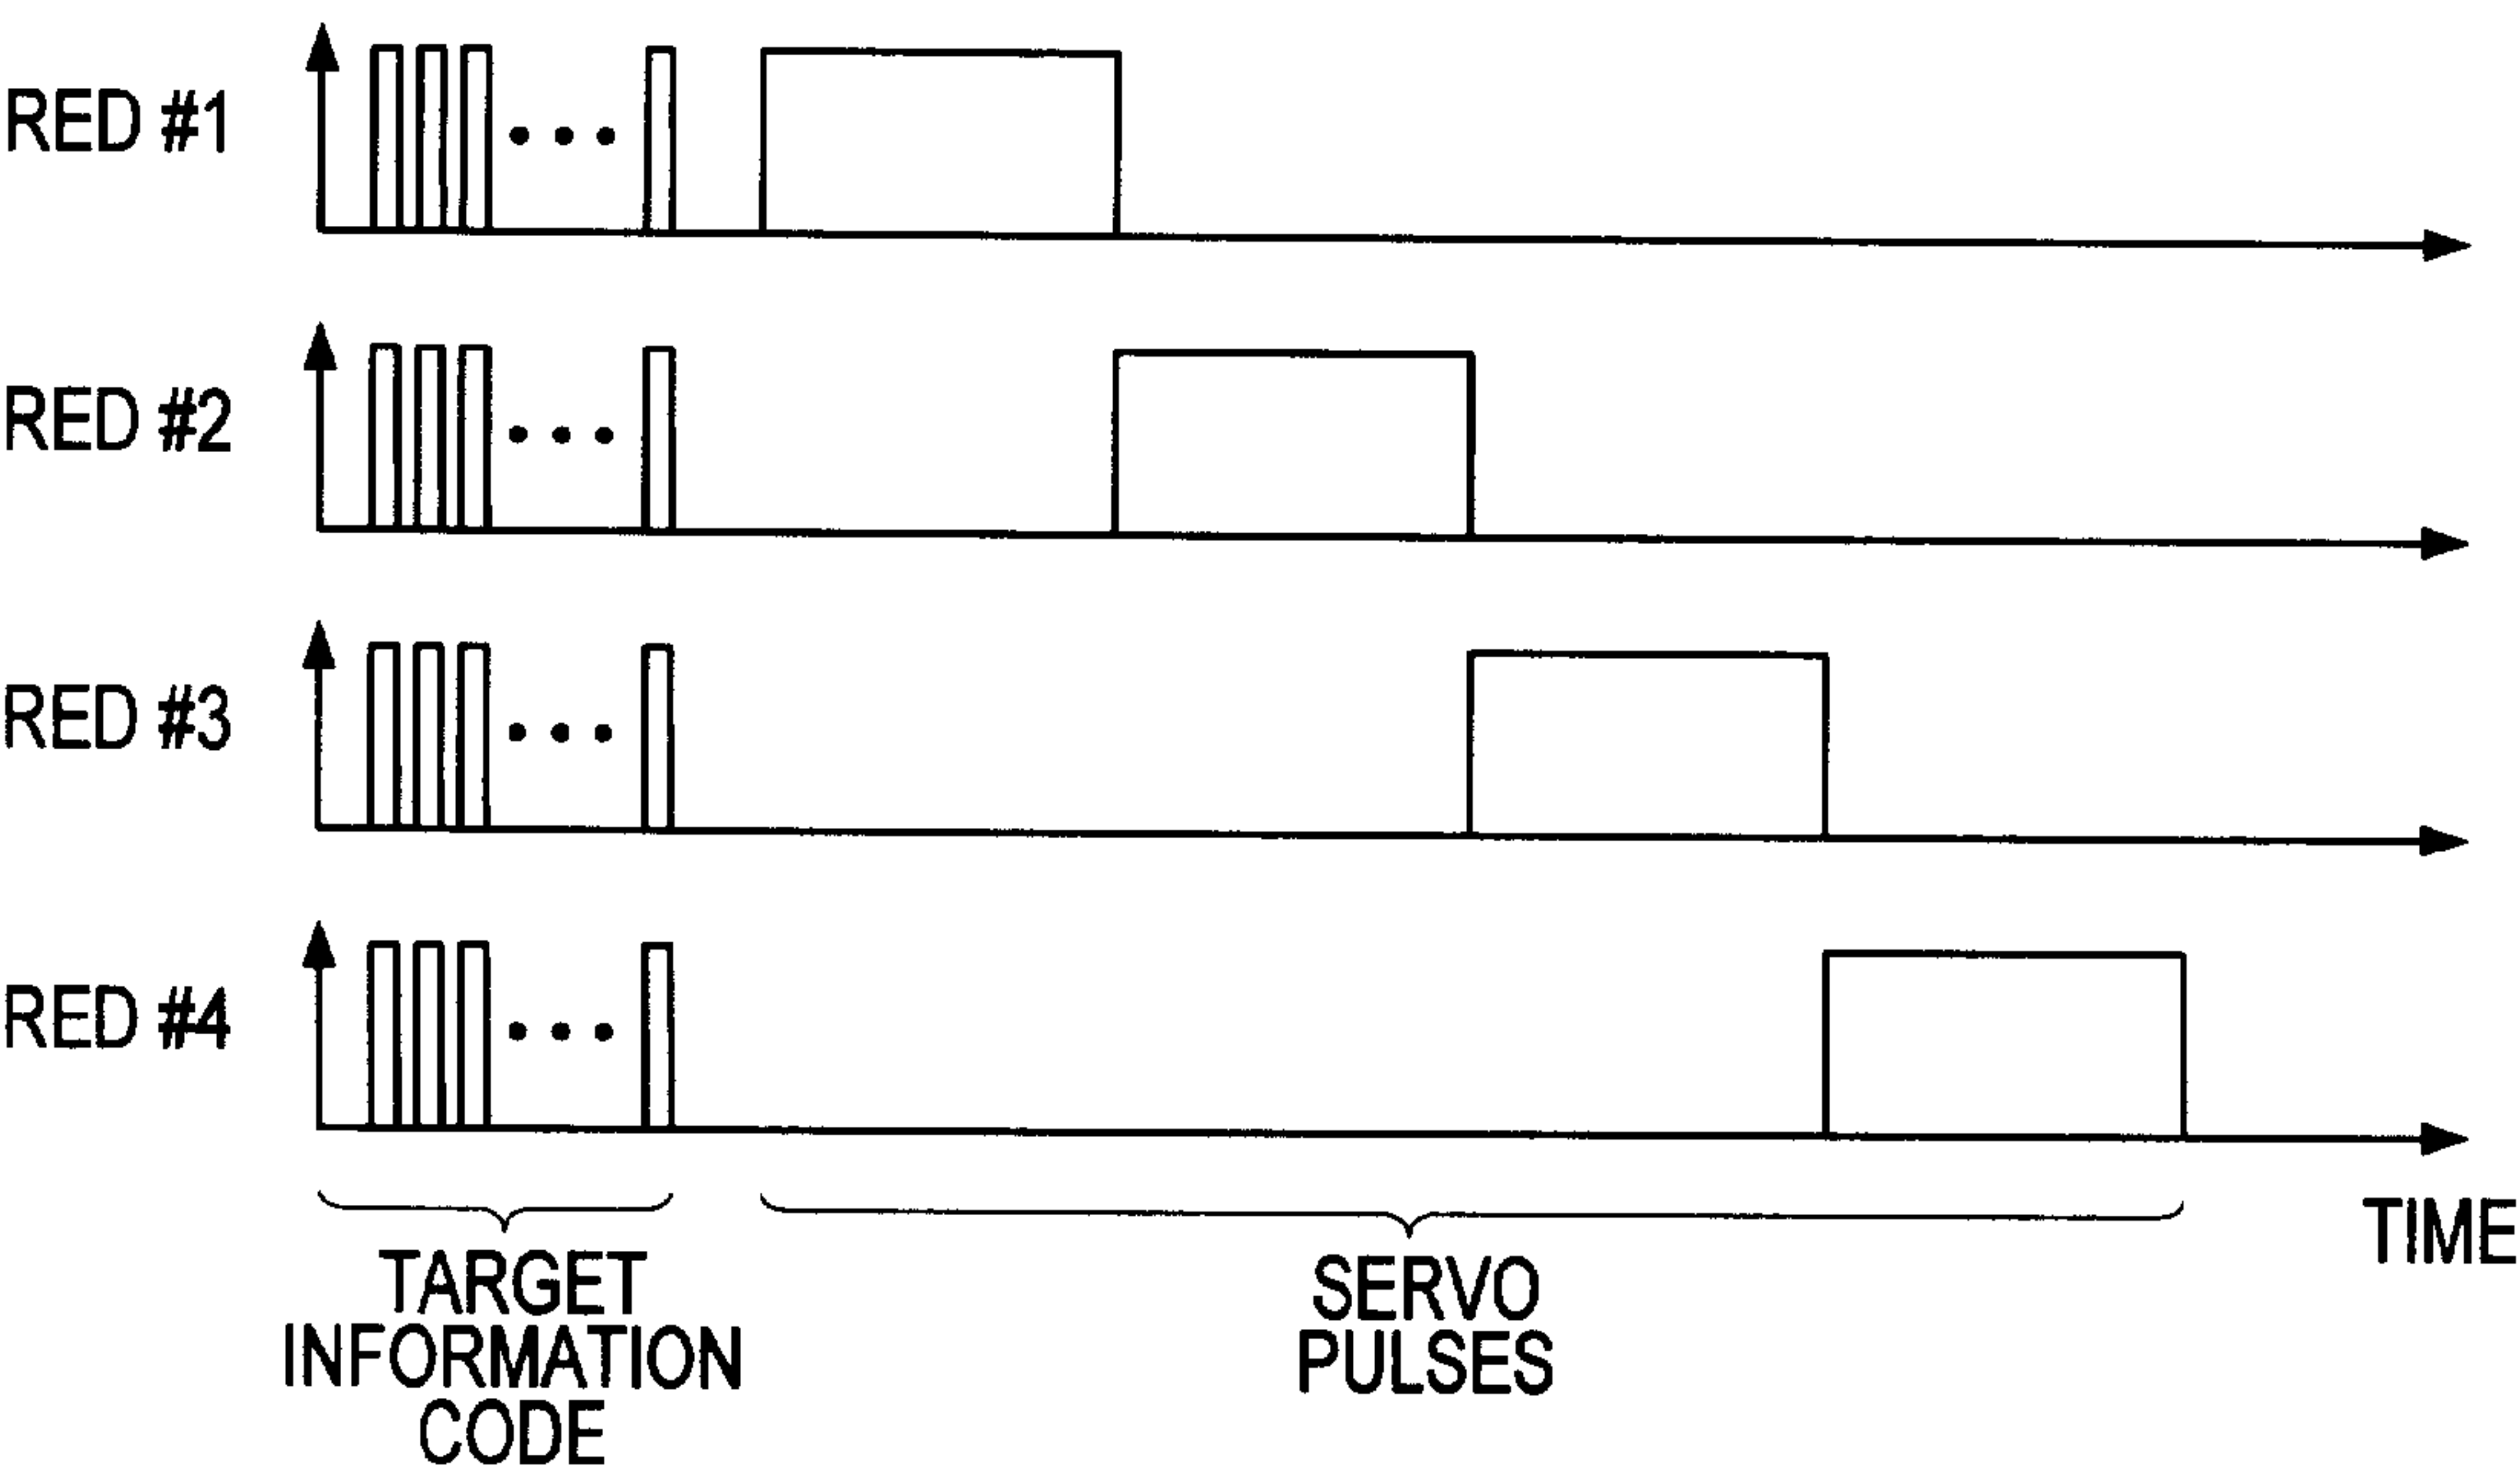 RED #1
RED #2
RED #3
RED #4
TARGET
INFORMATION
CODE
SERVO
PULSES
TIME